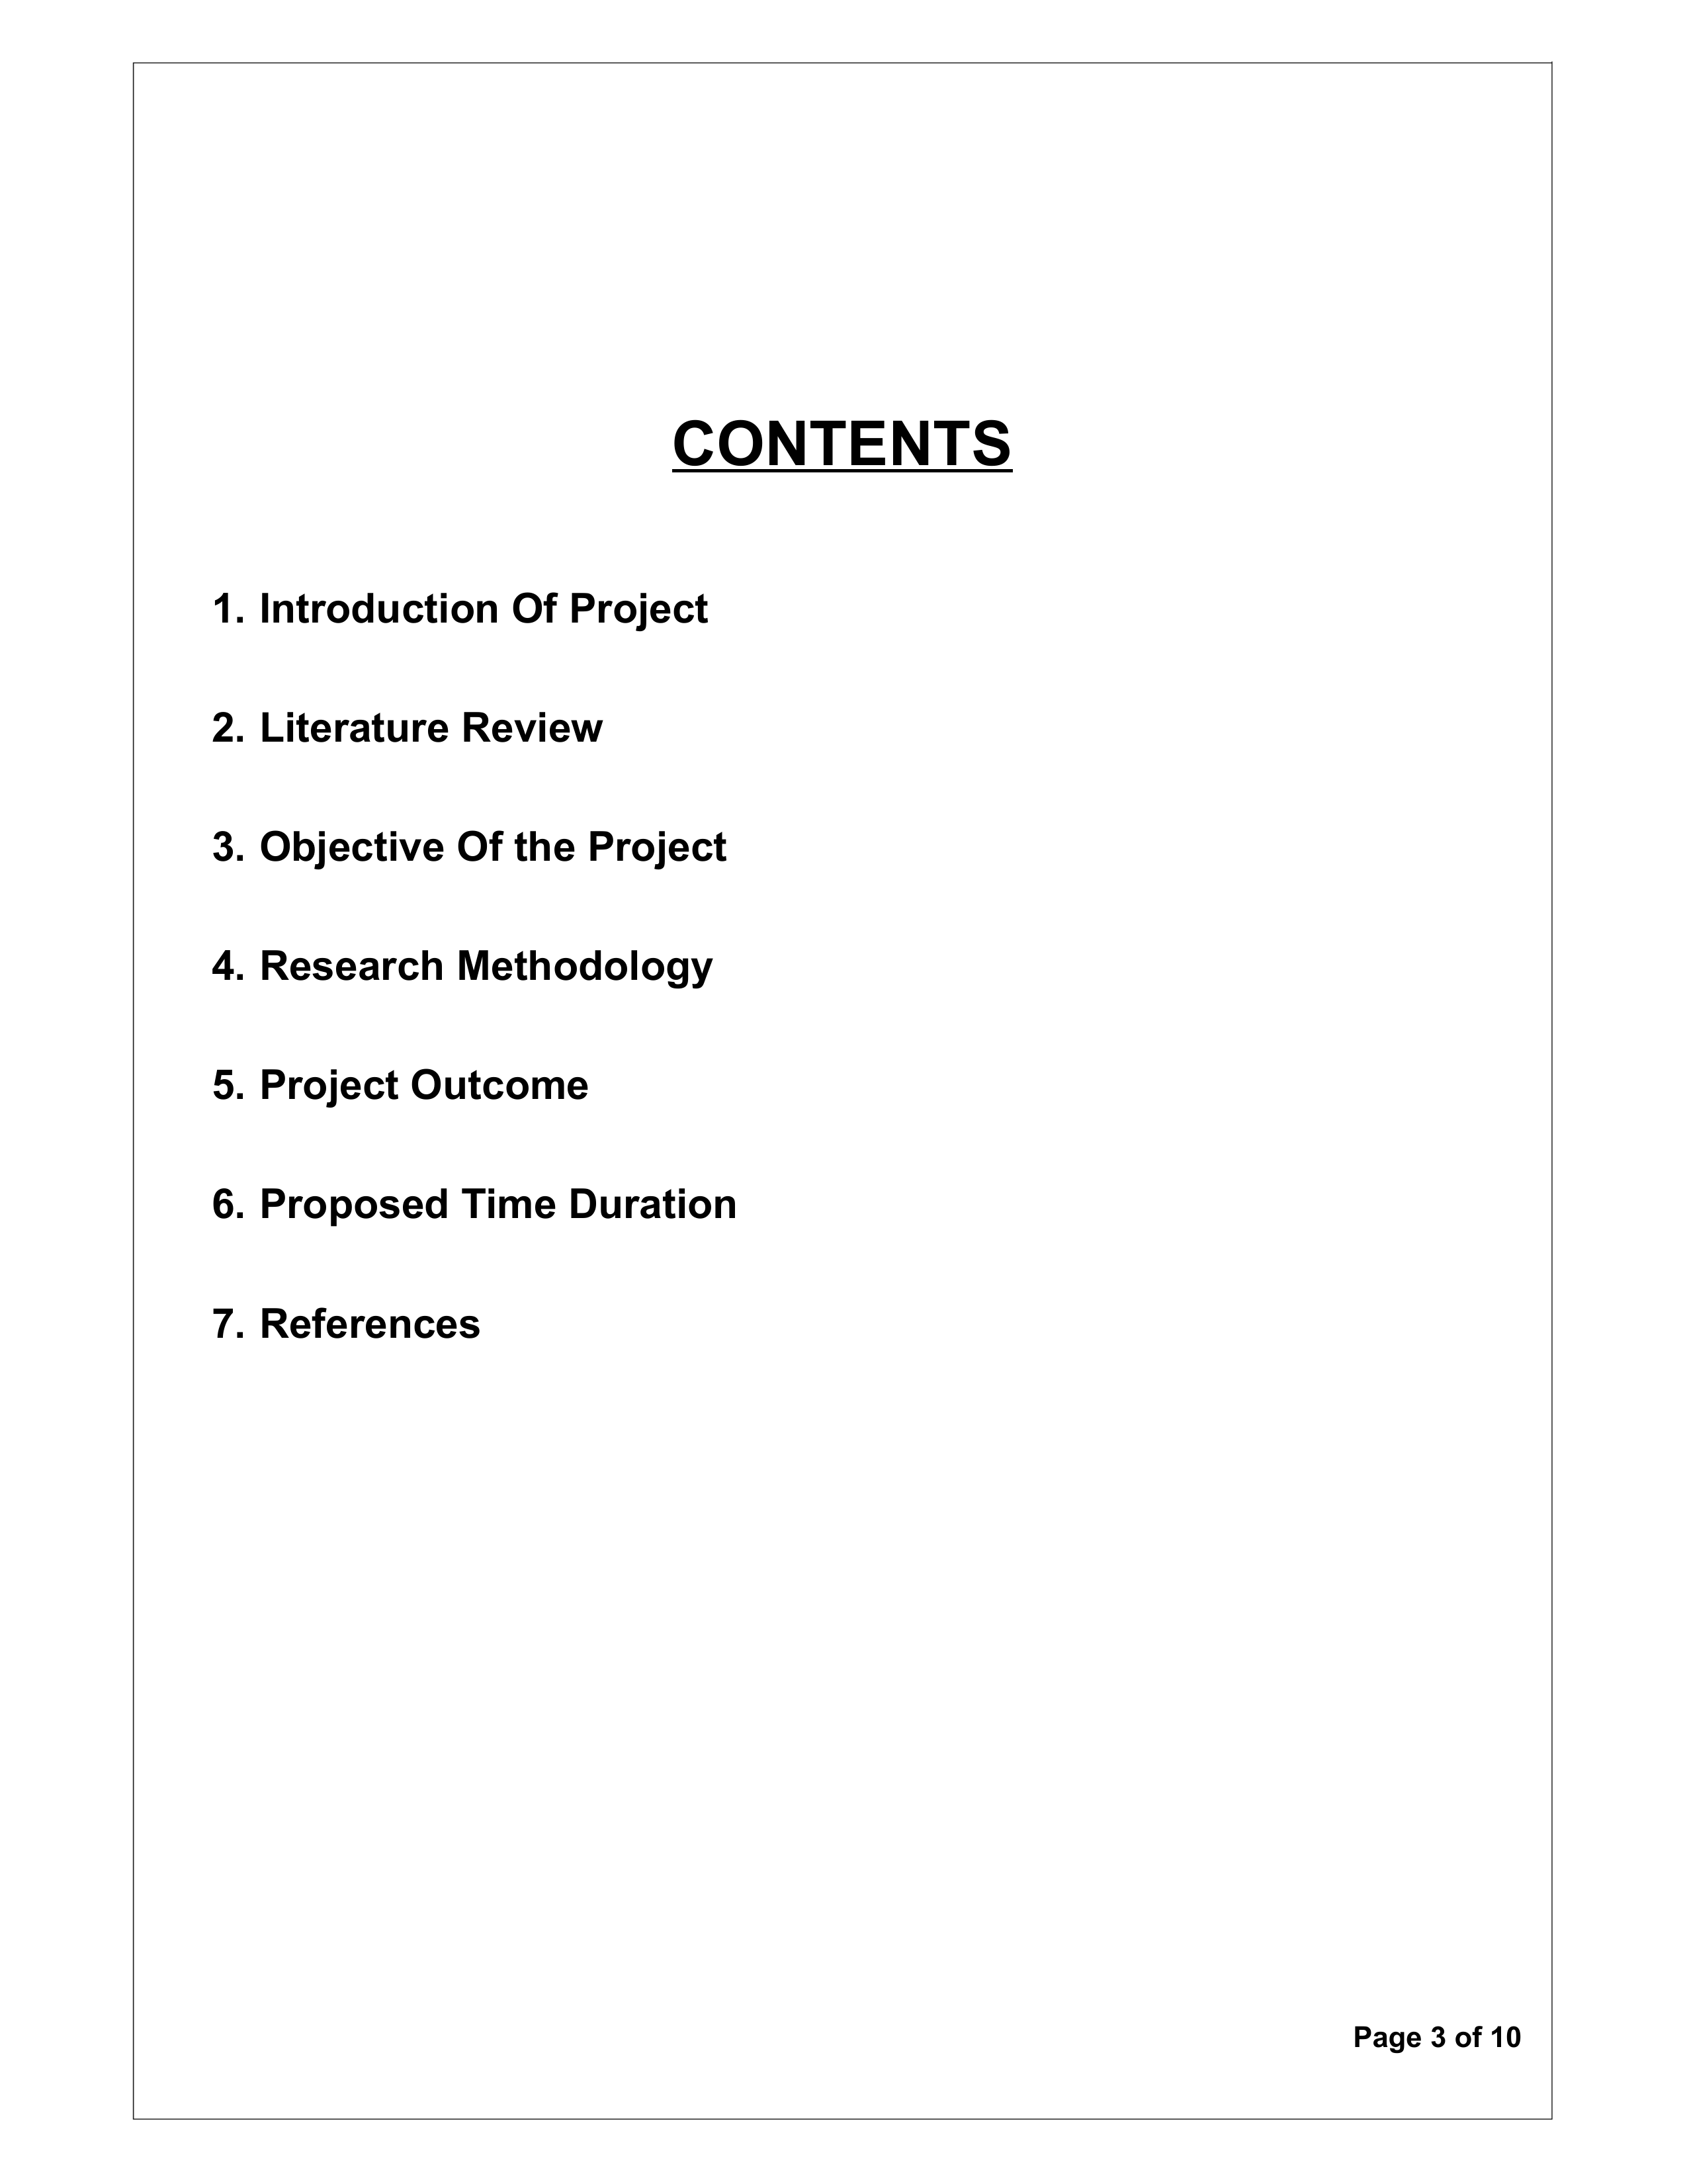 CONTENTS
1. Introduction Of Project
2. Literature Review
3. Objective Of the Project
4. Research Methodology
5. Project Outcome
6. Proposed Time Duration
7. References
Page 3 of 10